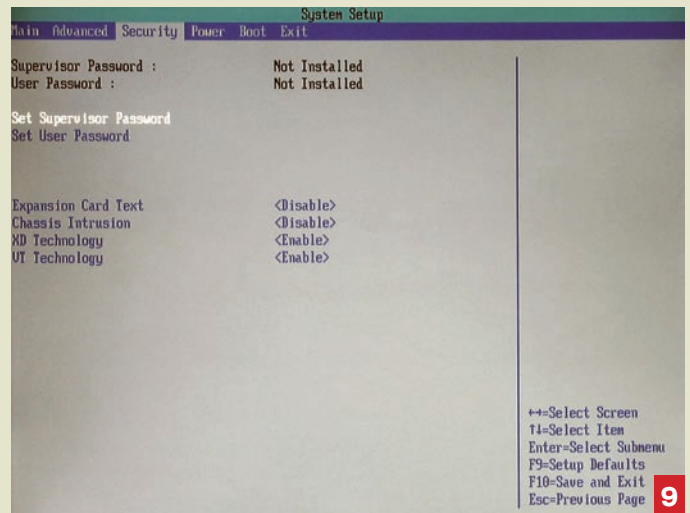 System Setup
Main Advanced Security Power Boot Exit
Supervisor Password : Not Installed
User Password : Not Installed
Set Supervisor Password
Set User Password
Expansion Card Text <Disable>
Chassis Intrusion <Disable>
XD Technology <Enable>
VT Technology <Enable>
↔=Select Screen
↑↓=Select Item
Enter=Select Submenu
F9=Setup Defaults
F10=Save and Exit
Esc=Previous Page
9